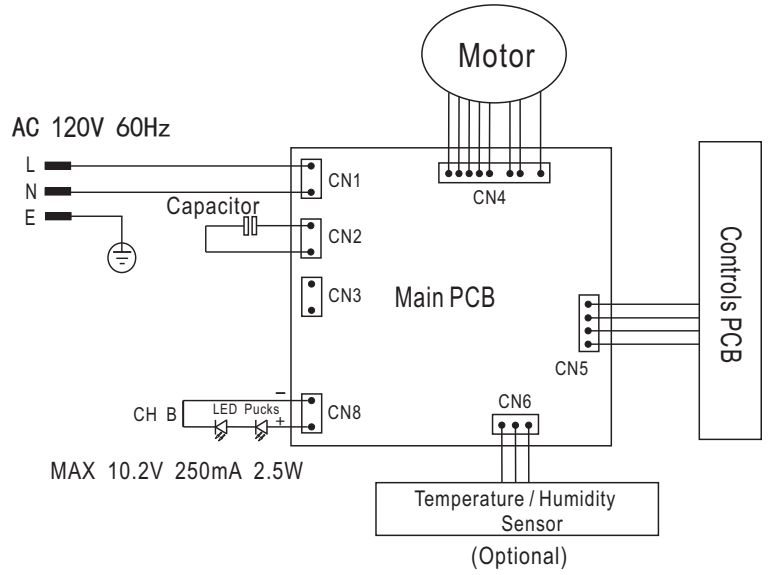 Motor
AC 120V 60Hz
L
N
E
CN1
CN4
Capacitor
CN2
CN3
Main PCB
Controls PCB
CN5
–
CH B
LED Pucks
+
CN8
CN6
MAX 10.2V 250mA 2.5W
Temperature / Humidity
Sensor
(Optional)